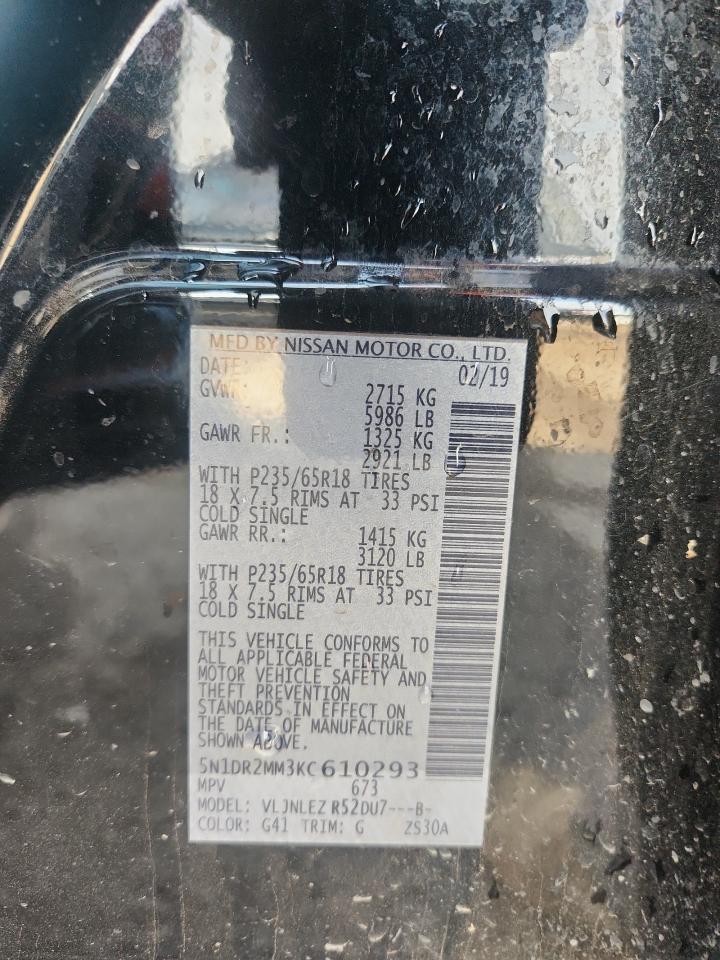 MFD BY NISSAN MOTOR CO., LTD.
DATE: 02/19
GVWR: 2715 KG
5986 LB
GAWR FR.: 1325 KG
2921 LB
WITH P235/65R18 TIRES
18 X 7.5 RIMS AT 33 PSI
COLD SINGLE
GAWR RR.: 1415 KG
3120 LB
WITH P235/65R18 TIRES
18 X 7.5 RIMS AT 33 PSI
COLD SINGLE
THIS VEHICLE CONFORMS TO
ALL APPLICABLE FEDERAL
MOTOR VEHICLE SAFETY AND
THEFT PREVENTION
STANDARDS IN EFFECT ON
THE DATE OF MANUFACTURE
SHOWN ABOVE.
5N1DR2MM3KC610293
MPV 673
MODEL: VLJNLEZ R52DU7---B-
COLOR: G41 TRIM: G ZS30A